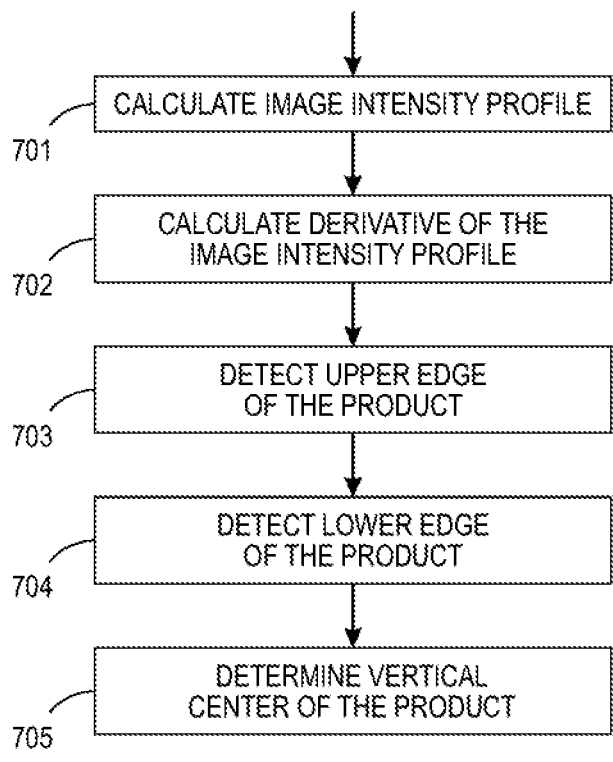 CALCULATE IMAGE INTENSITY PROFILE
701
CALCULATE DERIVATIVE OF THE
IMAGE INTENSITY PROFILE
702
DETECT UPPER EDGE
OF THE PRODUCT
703
DETECT LOWER EDGE
OF THE PRODUCT
704
DETERMINE VERTICAL
CENTER OF THE PRODUCT
705